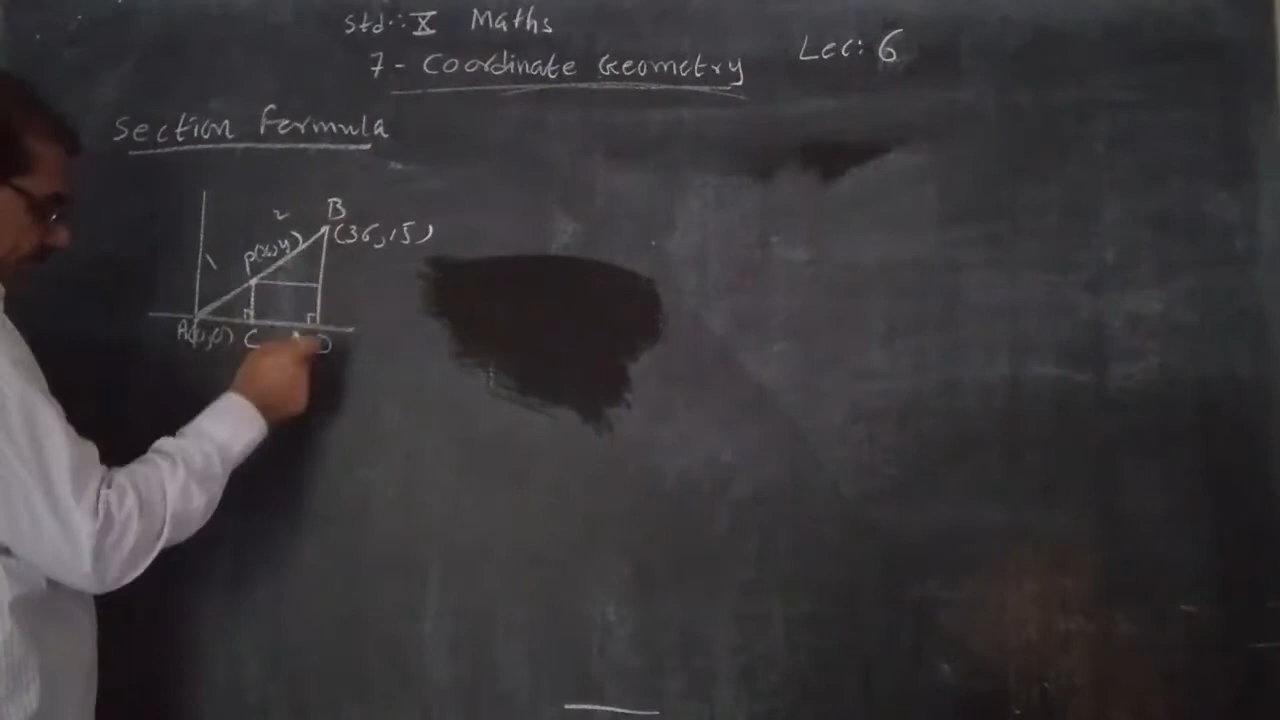 Std.: X Maths
7 - Coordinate Geometry
Lec: 6
Section Formula
2
B
(36,15)
P(x,y)
1
A(0,0) C D